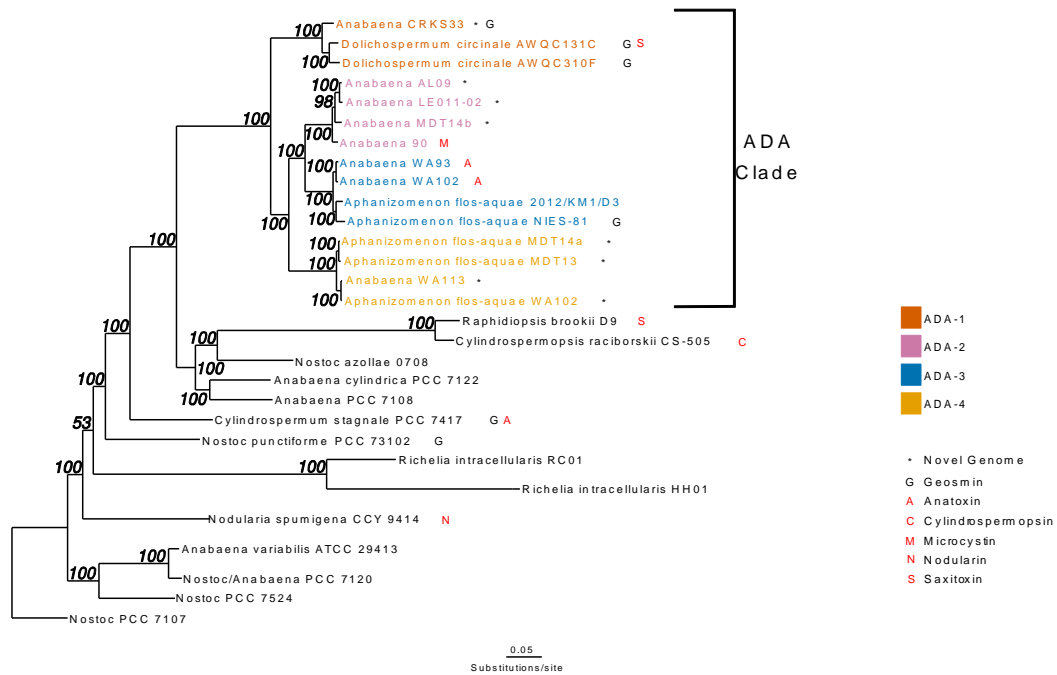 Anabaena CRKS33 * G
100
Dolichospermum circinale AWQC131C G S
100 Dolichospermum circinale AWQC310F G
100 Anabaena AL09 *
98 Anabaena LE011-02 *
100
Anabaena MDT14b *
100
Anabaena 90 M
ADA
Clade
100
100 Anabaena WA93 A
Anabaena WA102 A
100 Aphanizomenon flos-aquae 2012/KM1/D3
100 100 Aphanizomenon flos-aquae NIES-81 G
100 100 Aphanizomenon flos-aquae MDT14a *
100 Aphanizomenon flos-aquae MDT13 *
Anabaena WA113 *
100 Aphanizomenon flos-aquae WA102 *
100 Raphidiopsis brookii D9 S
100 Cylindrospermopsis raciborskii CS-505 C
100 Nostoc azollae 0708
100 Anabaena cylindrica PCC 7122
100 Anabaena PCC 7108
100 Cylindrospermum stagnale PCC 7417 G A
53 Nostoc punctiforme PCC 73102 G
100 100 Richelia intracellularis RC01
Richelia intracellularis HH01
Nodularia spumigena CCY 9414 N
100 Anabaena variabilis ATCC 29413
100 Nostoc/Anabaena PCC 7120
Nostoc PCC 7524
Nostoc PCC 7107
0.05
Substitutions/site
ADA-1
ADA-2
ADA-3
ADA-4
* Novel Genome
G Geosmin
A Anatoxin
C Cylindrospermopsin
M Microcystin
N Nodularin
S Saxitoxin